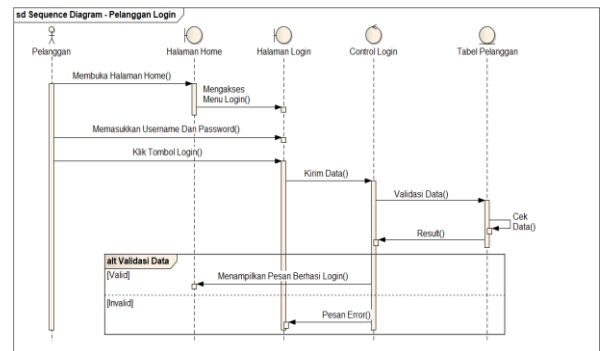 sd Sequence Diagram - Pelanggan Login
Pelanggan
Halaman Home
Halaman Login
Control Login
Tabel Pelanggan
Membuka Halaman Home()
Mengakses
Menu Login()
Memasukkan Username Dan Password()
Klik Tombol Login()
Kirim Data()
Validasi Data()
Cek
Data()
Result()
alt Validasi Data
[Valid]
Menampilkan Pesan Berhasi Login()
[Invalid]
Pesan Error()